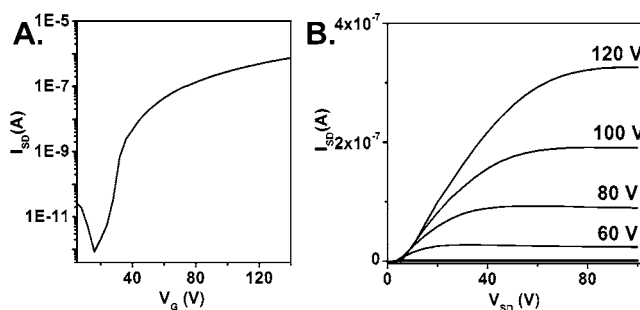 A.
1E-5
1E-7
1E-9
1E-11
I_SD(A)
0
40
80
120
V_G (V)
B.
4x10^-7
2x10^-7
0
I_SD(A)
120 V
100 V
80 V
60 V
0
40
80
V_SD (V)